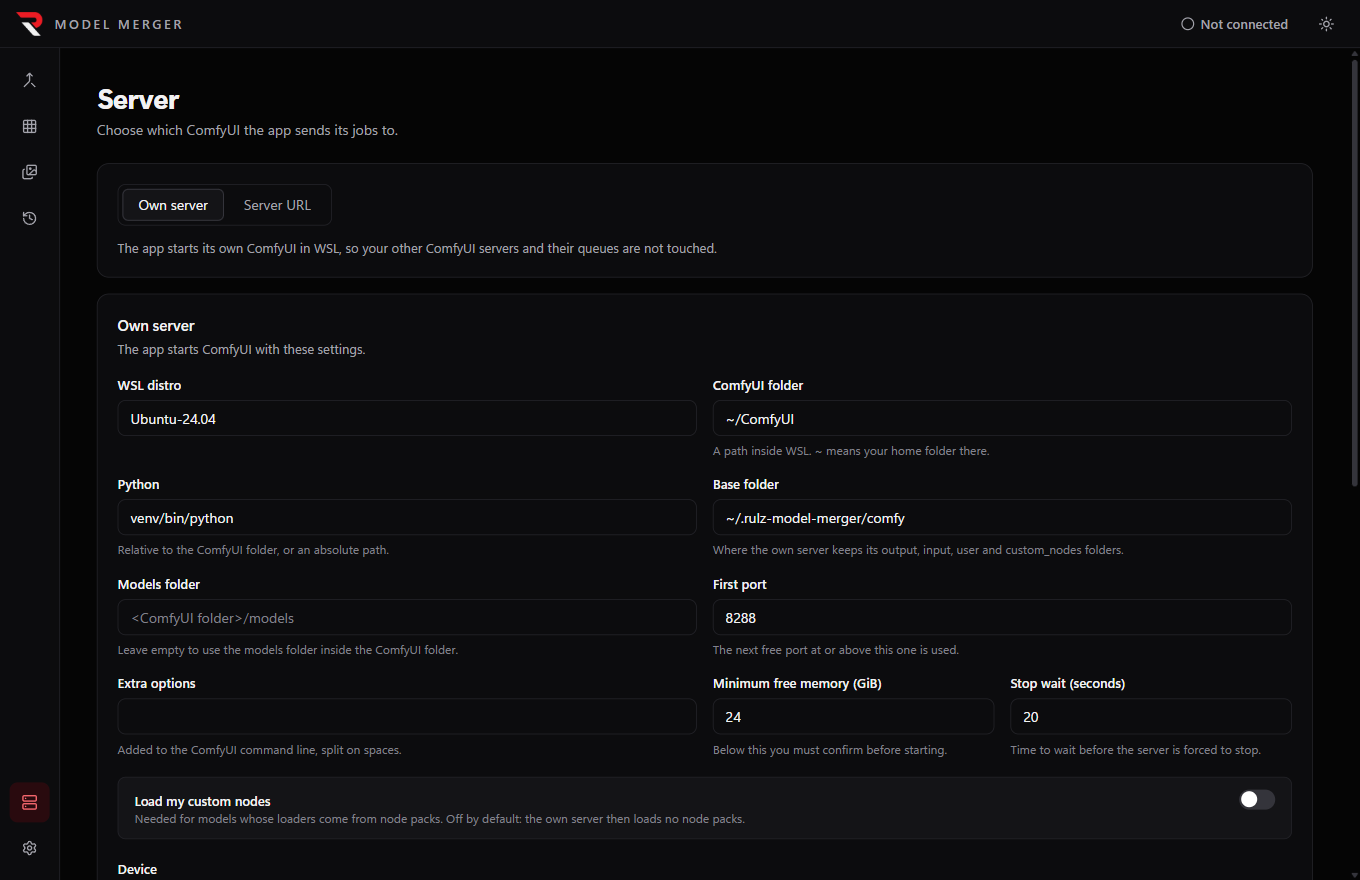 MODEL MERGER
Not connected
Server
Choose which ComfyUI the app sends its jobs to.
Own server
Server URL
The app starts its own ComfyUI in WSL, so your other ComfyUI servers and their queues are not touched.
Own server
The app starts ComfyUI with these settings.
WSL distro
Ubuntu-24.04
ComfyUI folder
~/ComfyUI
A path inside WSL. ~ means your home folder there.
Python
venv/bin/python
Relative to the ComfyUI folder, or an absolute path.
Base folder
~/.rulz-model-merger/comfy
Where the own server keeps its output, input, user and custom_nodes folders.
Models folder
<ComfyUI folder>/models
Leave empty to use the models folder inside the ComfyUI folder.
First port
8288
The next free port at or above this one is used.
Extra options
Added to the ComfyUI command line, split on spaces.
Minimum free memory (GiB)
24
Below this you must confirm before starting.
Stop wait (seconds)
20
Time to wait before the server is forced to stop.
Load my custom nodes
Needed for models whose loaders come from node packs. Off by default: the own server then loads no node packs.
Device